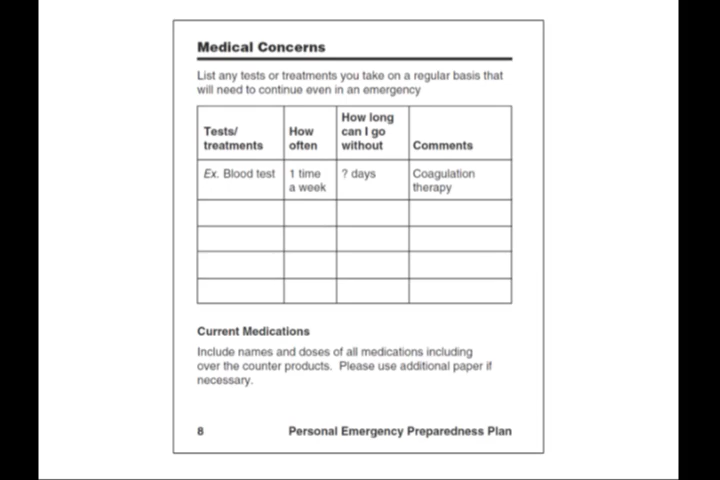 Medical Concerns
List any tests or treatments you take on a regular basis that
will need to continue even in an emergency
Tests/
treatments
How
often
How long
can I go
without
Comments
Ex. Blood test
1 time
a week
? days
Coagulation
therapy
Current Medications
Include names and doses of all medications including
over the counter products. Please use additional paper if
necessary.
8 Personal Emergency Preparedness Plan